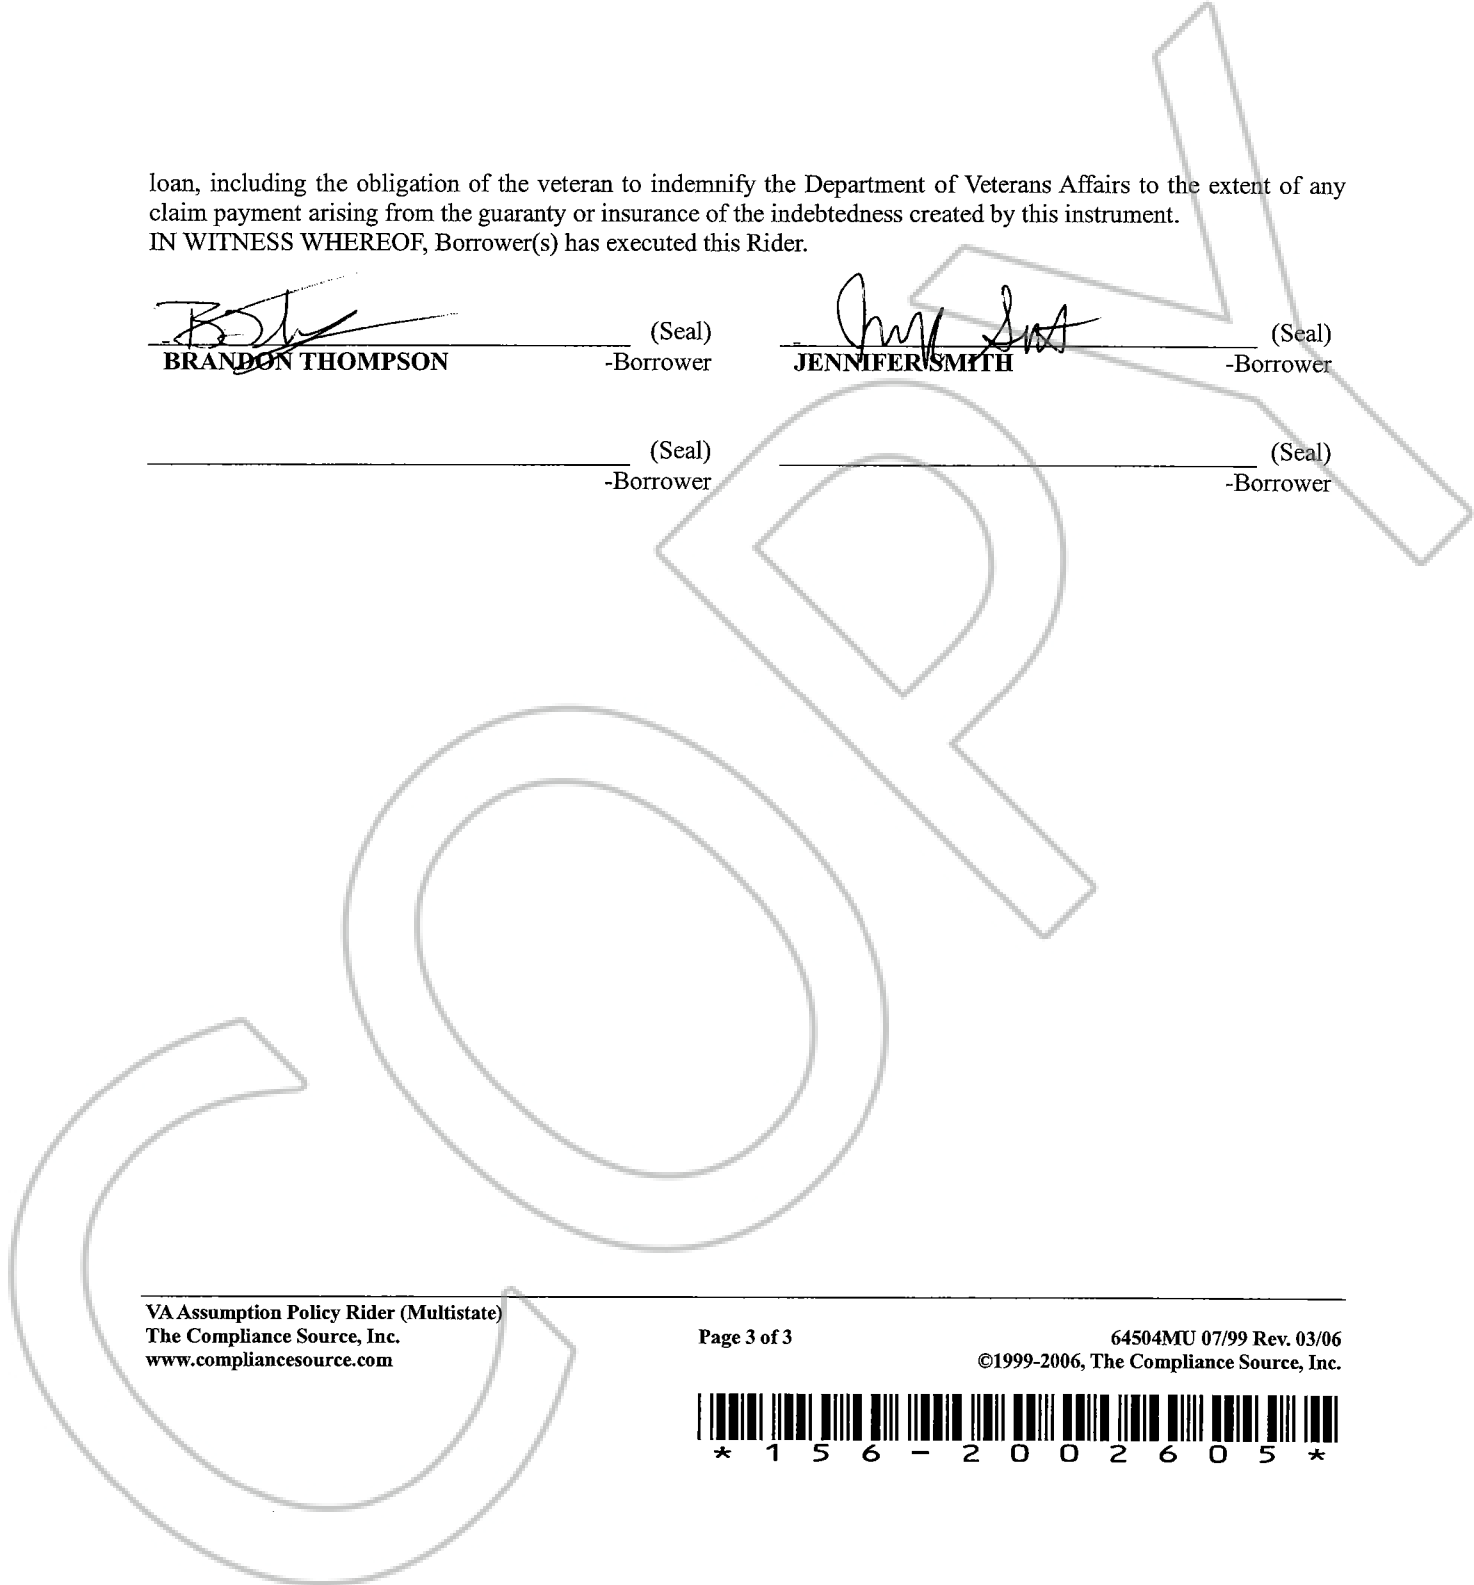 loan, including the obligation of the veteran to indemnify the Department of Veterans Affairs to the extent of any
claim payment arising from the guaranty or insurance of the indebtedness created by this instrument.
IN WITNESS WHEREOF, Borrower(s) has executed this Rider.
(Seal) (Seal)
BRANDON THOMPSON -Borrower JENNIFER SMITH -Borrower
(Seal) (Seal)
-Borrower -Borrower
COPY
VA Assumption Policy Rider (Multistate)
The Compliance Source, Inc. Page 3 of 3 64504MU 07/99 Rev. 03/06
www.compliancesource.com ©1999-2006, The Compliance Source, Inc.
*156-2002605*